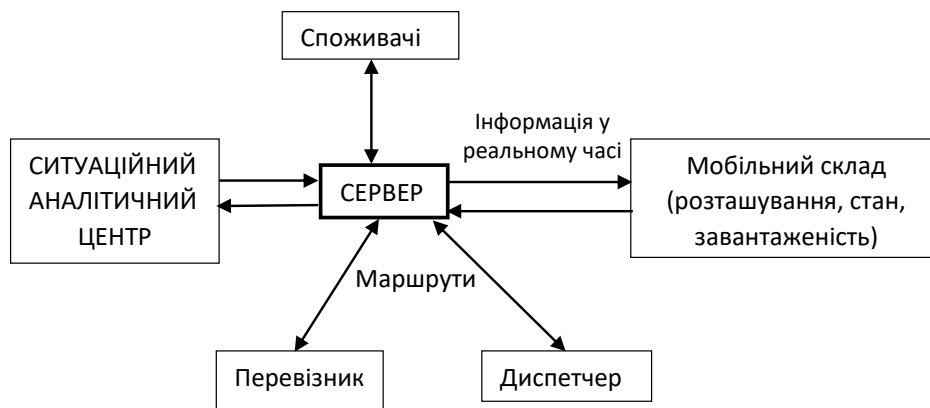 Споживачі
Інформація у
реальному часі
СИТУАЦІЙНИЙ
АНАЛІТИЧНИЙ
ЦЕНТР
СЕРВЕР
Мобільний склад
(розташування, стан,
завантаженість)
Маршрути
Перевізник
Диспетчер